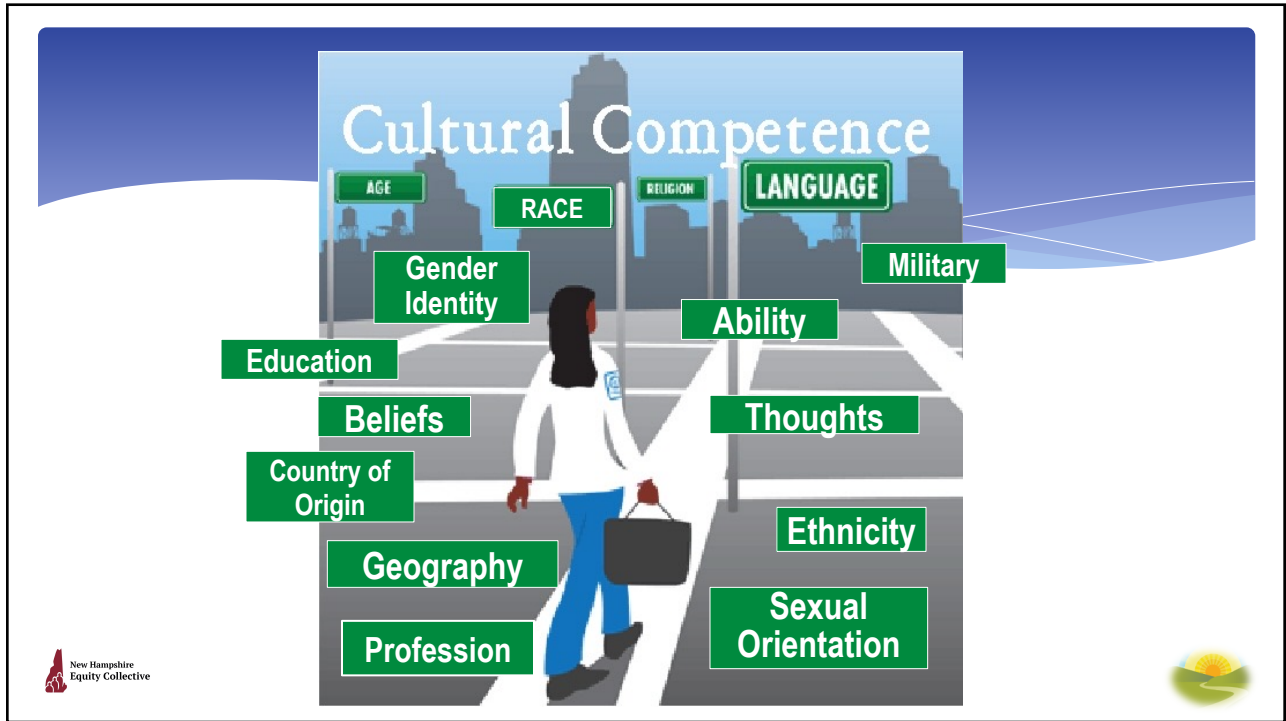 Cultural Competence
AGE
RACE
RELIGION
LANGUAGE
Gender
Identity
Military
Ability
Education
Beliefs
Thoughts
Country of
Origin
Ethnicity
Geography
Sexual
Orientation
Profession
New Hampshire
Equity Collective